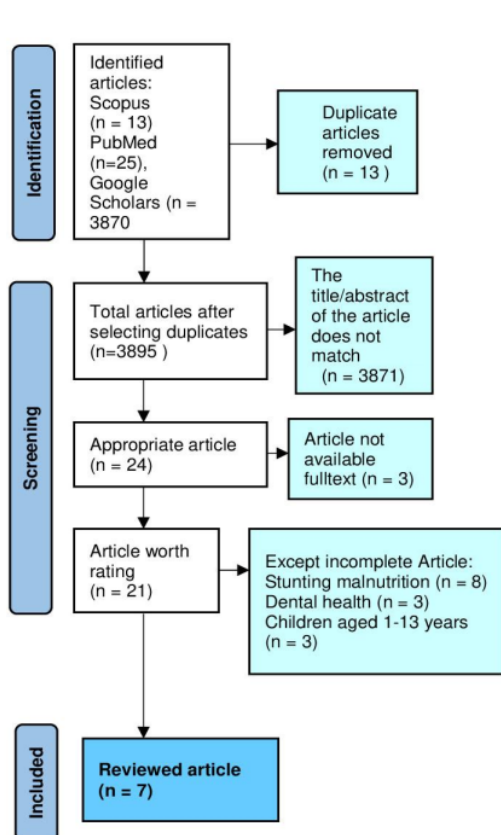 Identification
Identified
articles:
Scopus
(n = 13)
PubMed
(n=25),
Google
Scholars (n =
3870
Duplicate
articles
removed
(n = 13 )
Screening
Total articles after
selecting duplicates
(n=3895 )
The
title/abstract
of the article
does not
match
(n = 3871)
Appropriate article
(n = 24)
Article not
available
fulltext (n = 3)
Article worth
rating
(n = 21)
Except incomplete Article:
Stunting malnutrition (n = 8)
Dental health (n = 3)
Children aged 1-13 years
(n = 3)
Included
Reviewed article
(n = 7)